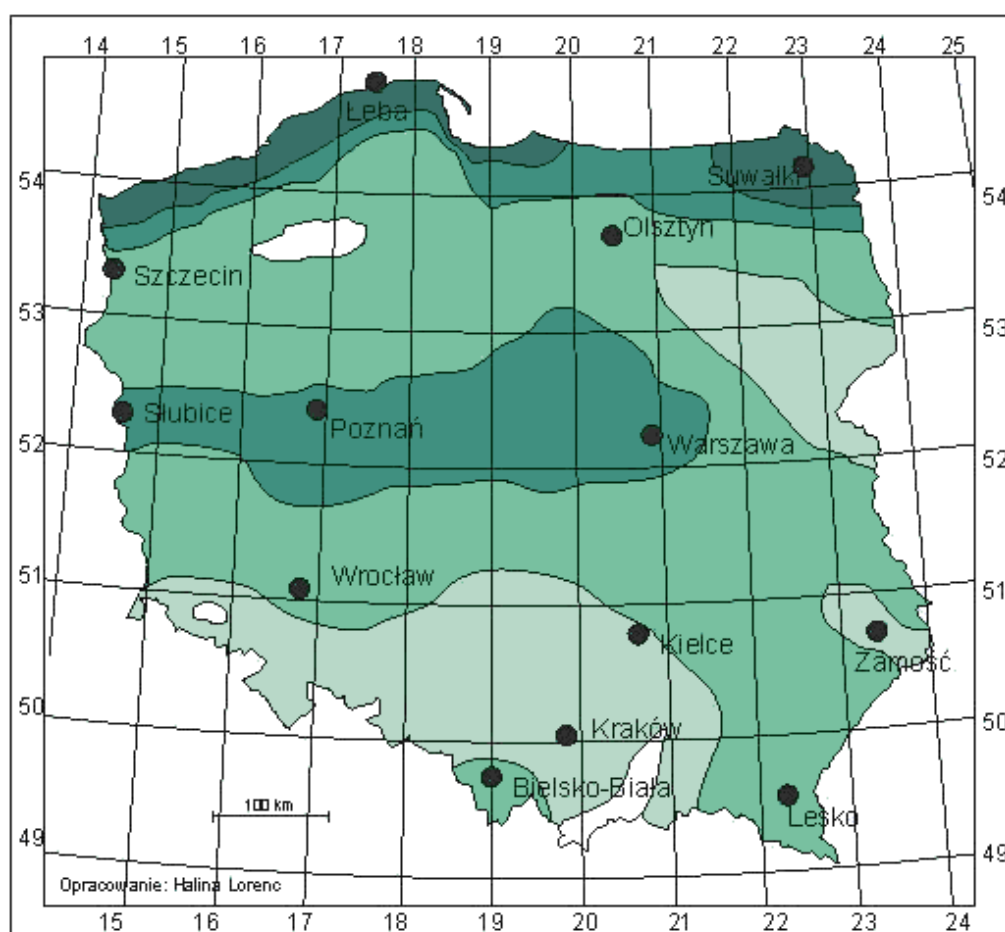 14 15 16 17 18 19 20 21 22 23 24 25
Łeba
54 Suwałki 54
Olsztyn
Szczecin
53 53
Słubice Poznań Warszawa
52 52
51 Wrocław 51
Kielce Zamość
50 Kraków 50
Bielsko-Biała
100 km Lesko
49 49
Opracowanie: Halina Lorenc
15 16 17 18 19 20 21 22 23 24